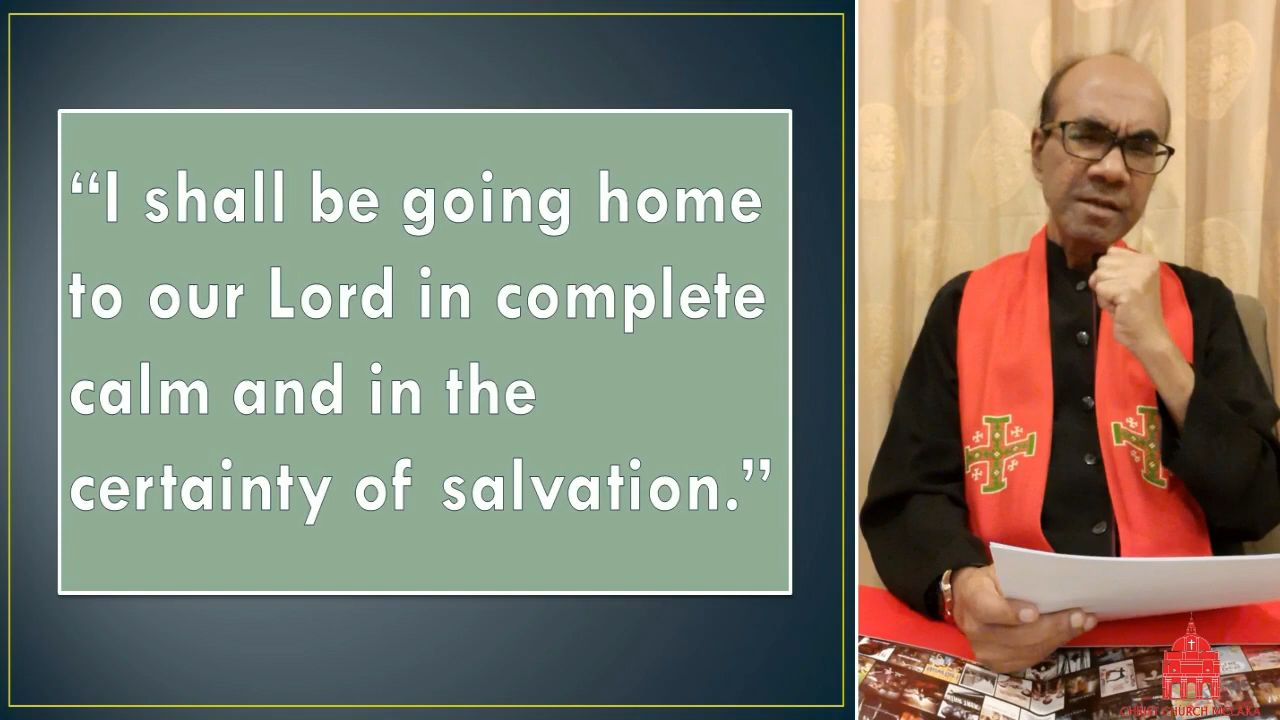 “I shall be going home
to our Lord in complete
calm and in the
certainty of salvation.”
CHRIST CHURCH MELAKA